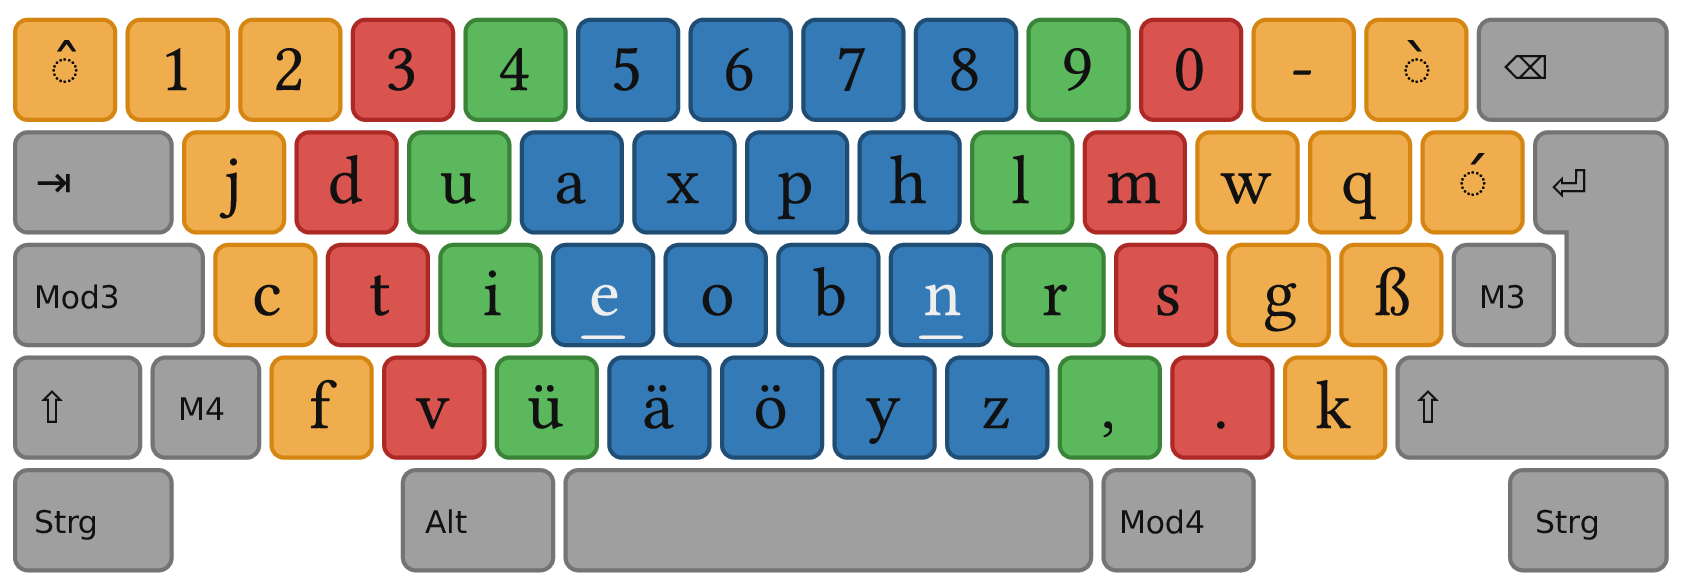 ◌̂ 1 2 3 4 5 6 7 8 9 0 - ◌̀ ⌫
⇥ j d u a x p h l m w q ◌́ ⏎
Mod3 c t i e o b n r s g ß M3
⇧ M4 f v ü ä ö y z , . k ⇧
Strg Alt Mod4 Strg